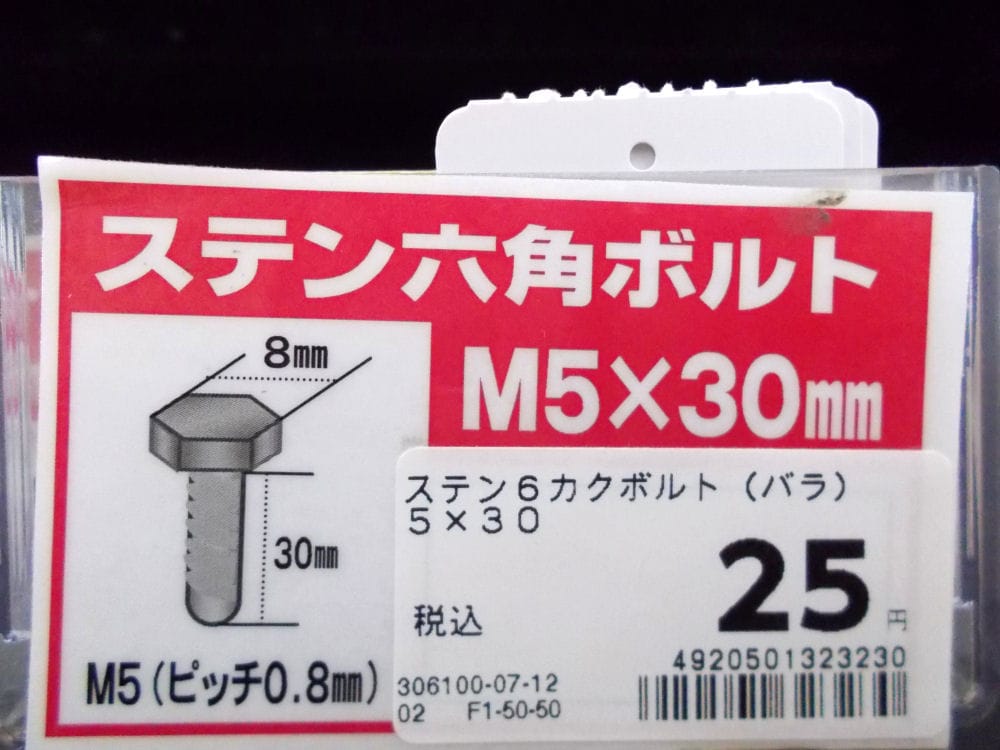 ステン六角ボルト
M5×30mm
8mm
30mm
M5(ピッチ0.8mm)
ステン6カクボルト(バラ)
5×30
税込
25円
4920501323230
306100-07-12
02 F1-50-50